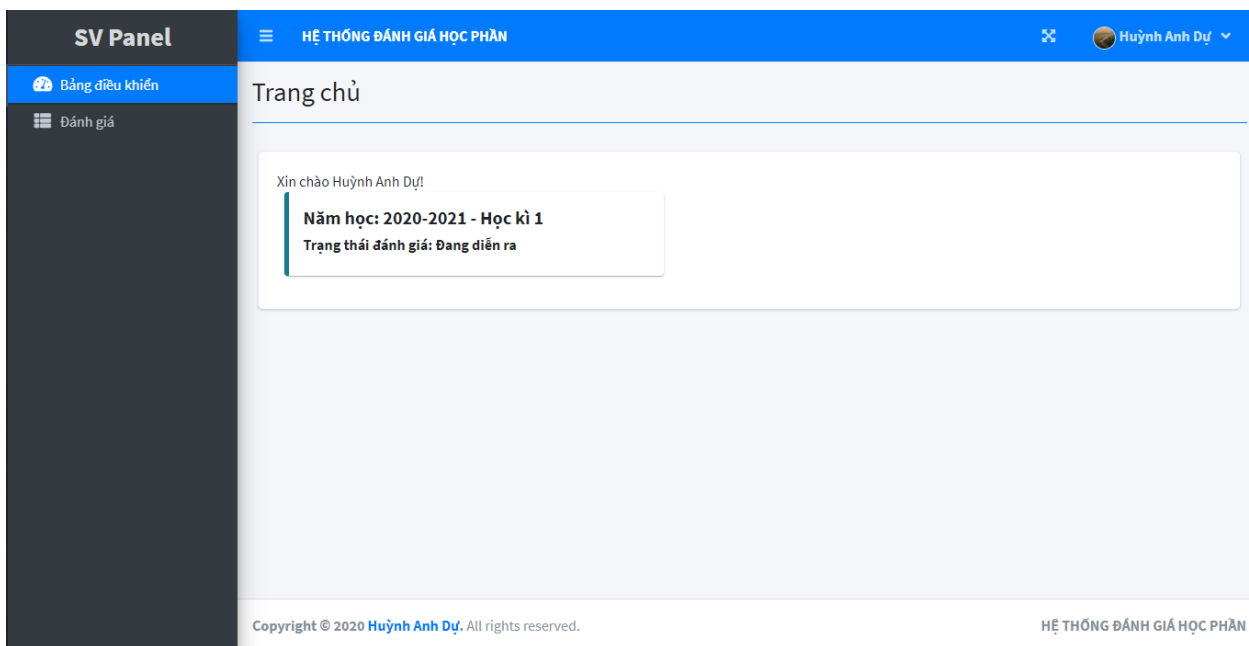 SV Panel
HỆ THỐNG ĐÁNH GIÁ HỌC PHẦN
Huỳnh Anh Dự
Bảng điều khiển
Đánh giá
Trang chủ
Xin chào Huỳnh Anh Dự!
Năm học: 2020-2021 - Học kì 1
Trạng thái đánh giá: Đang diễn ra
Copyright © 2020 Huỳnh Anh Dự. All rights reserved.
HỆ THỐNG ĐÁNH GIÁ HỌC PHẦN